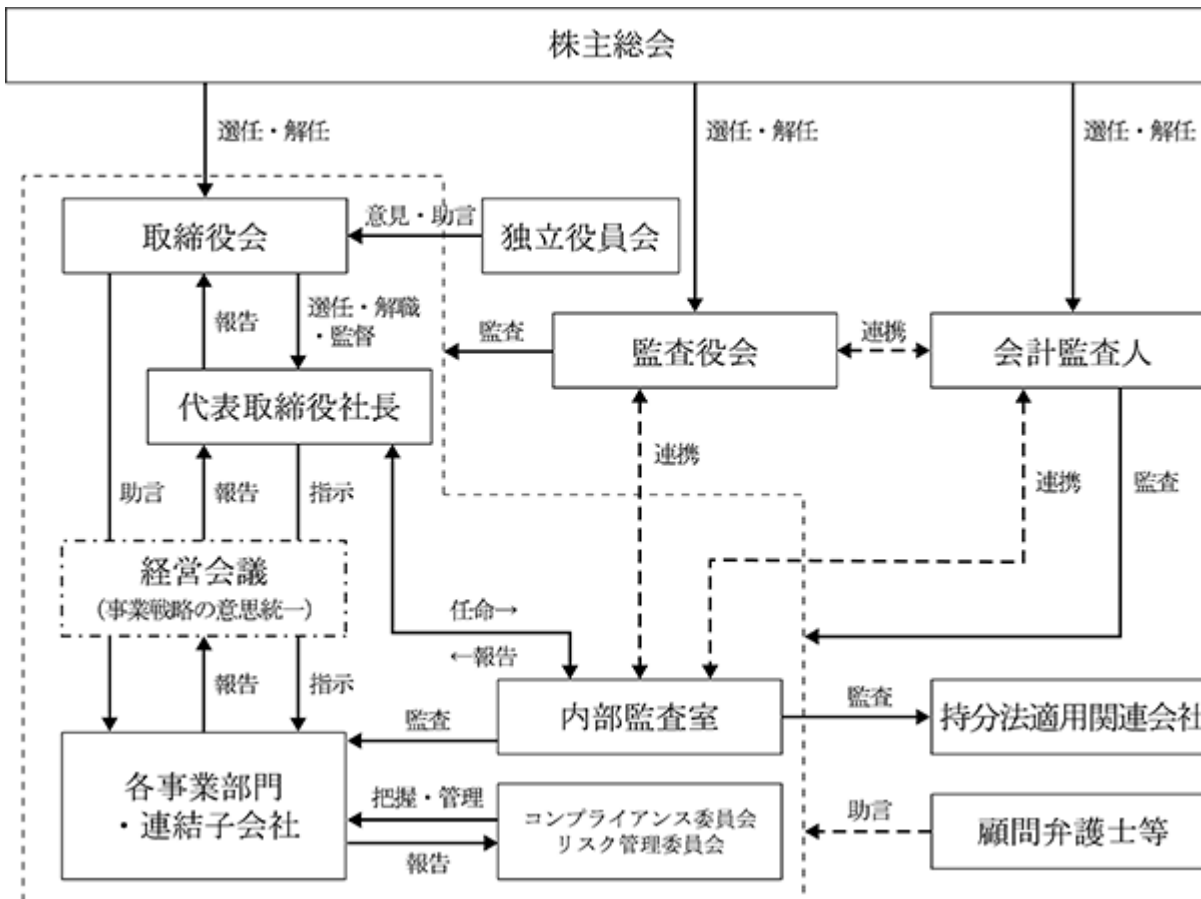 株主総会
選任・解任
選任・解任
選任・解任
取締役会
意見・助言
独立役員会
報告
選任・解職
・監督
監査
監査役会
連携
会計監査人
代表取締役社長
連携
連携
監査
助言
報告
指示
経営会議
(事業戦略の意思統一)
任命→
←報告
報告
指示
監査
内部監査室
監査
持分法適用関連会社
各事業部門
・連結子会社
把握・管理
報告
コンプライアンス委員会
リスク管理委員会
助言
顧問弁護士等